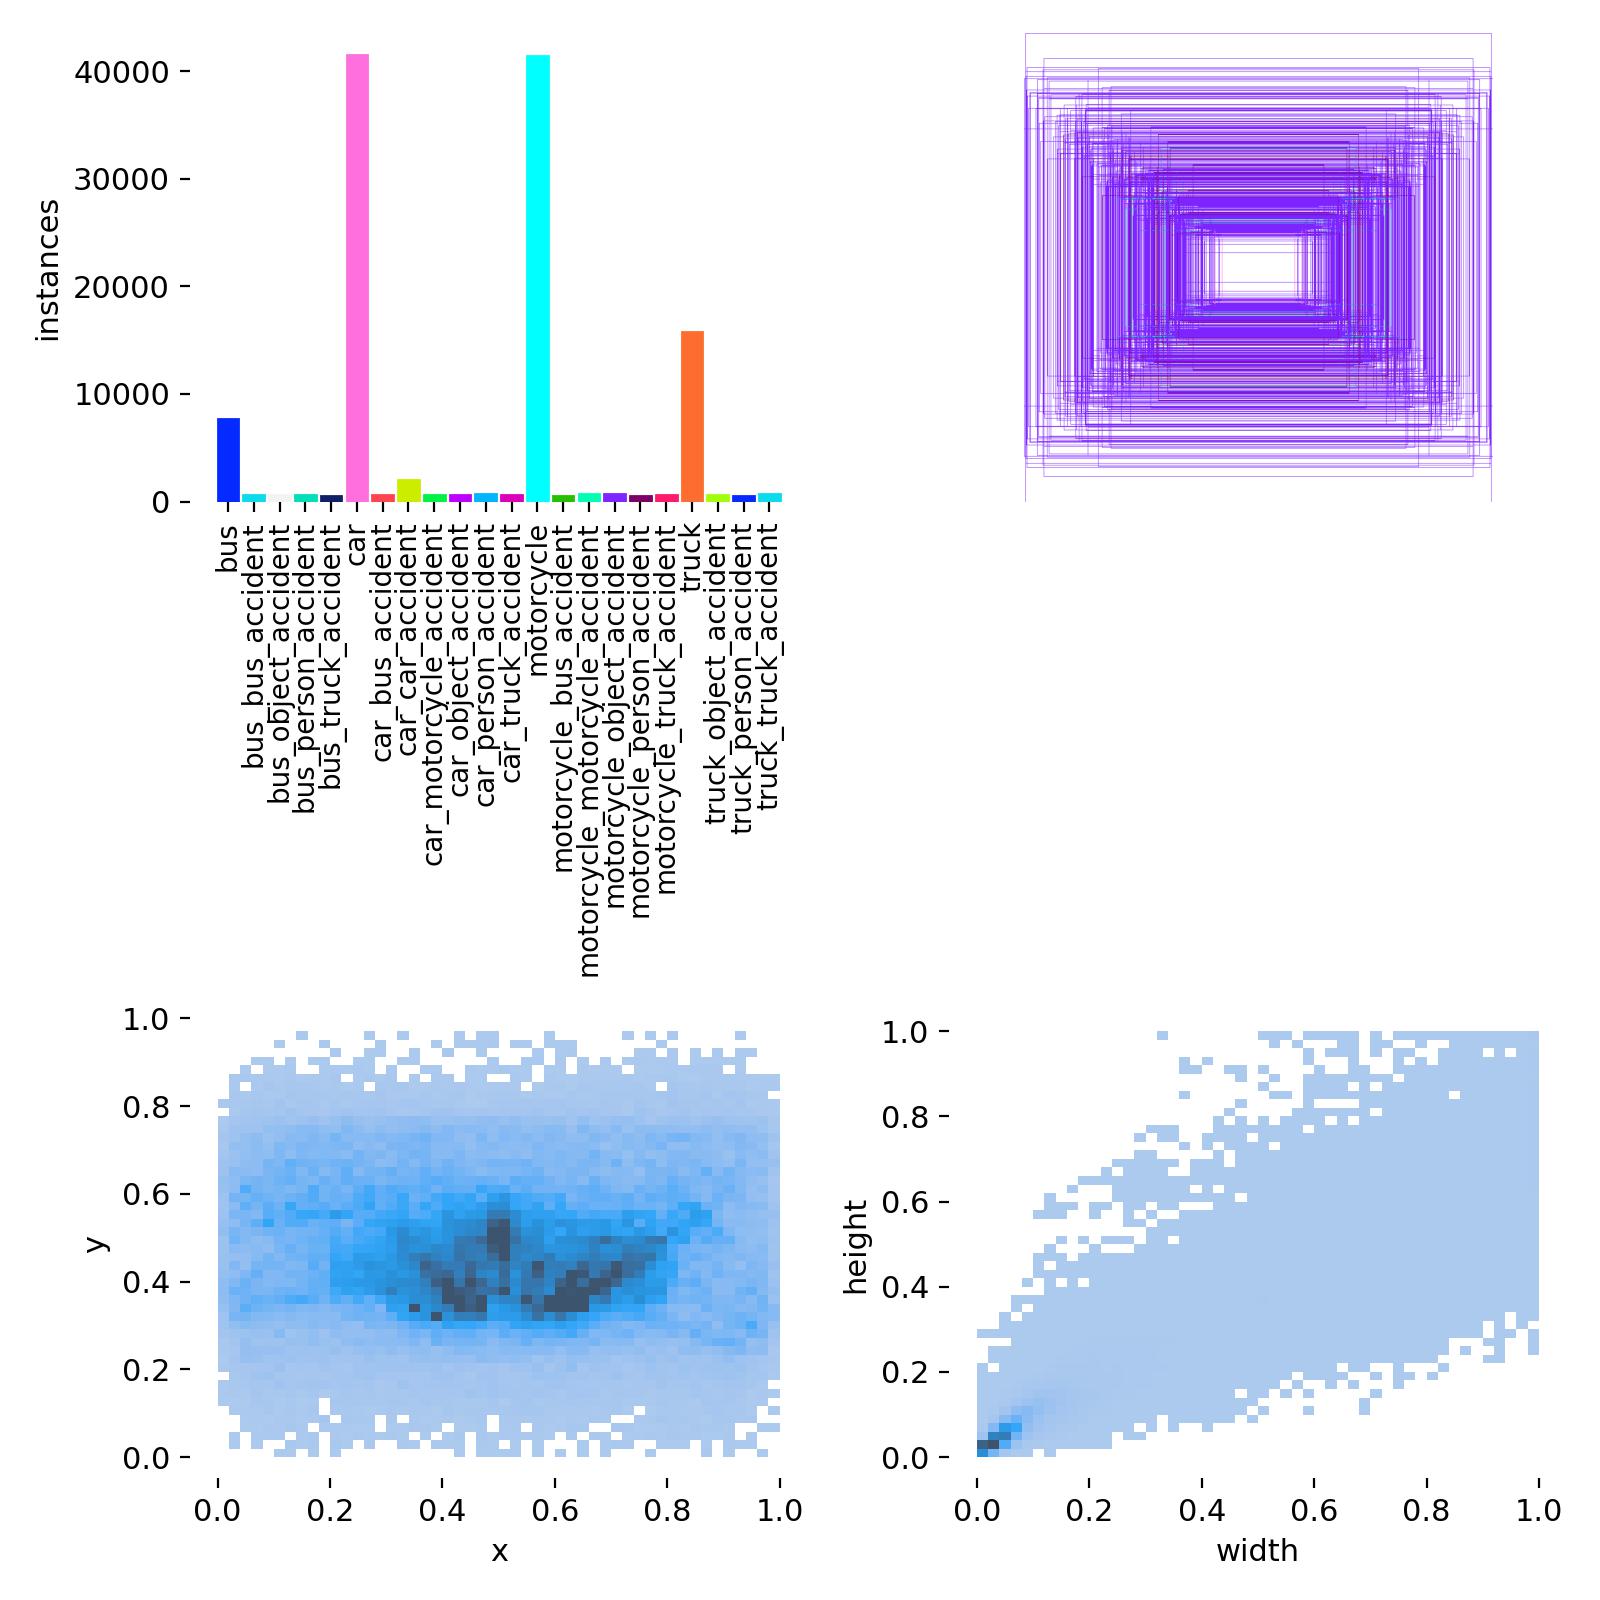 instances
40000
30000
20000
10000
0
bus
bus_bus_accident
bus_object_accident
bus_person_accident
bus_truck_accident
car
car_bus_accident
car_car_accident
car_motorcycle_accident
car_object_accident
car_person_accident
car_truck_accident
motorcycle
motorcycle_bus_accident
motorcycle_motorcycle_accident
motorcycle_object_accident
motorcycle_person_accident
motorcycle_truck_accident
truck
truck_object_accident
truck_person_accident
truck_truck_accident
y
1.0
0.8
0.6
0.4
0.2
0.0
0.0 0.2 0.4 0.6 0.8 1.0
x
height
1.0
0.8
0.6
0.4
0.2
0.0
0.0 0.2 0.4 0.6 0.8 1.0
width